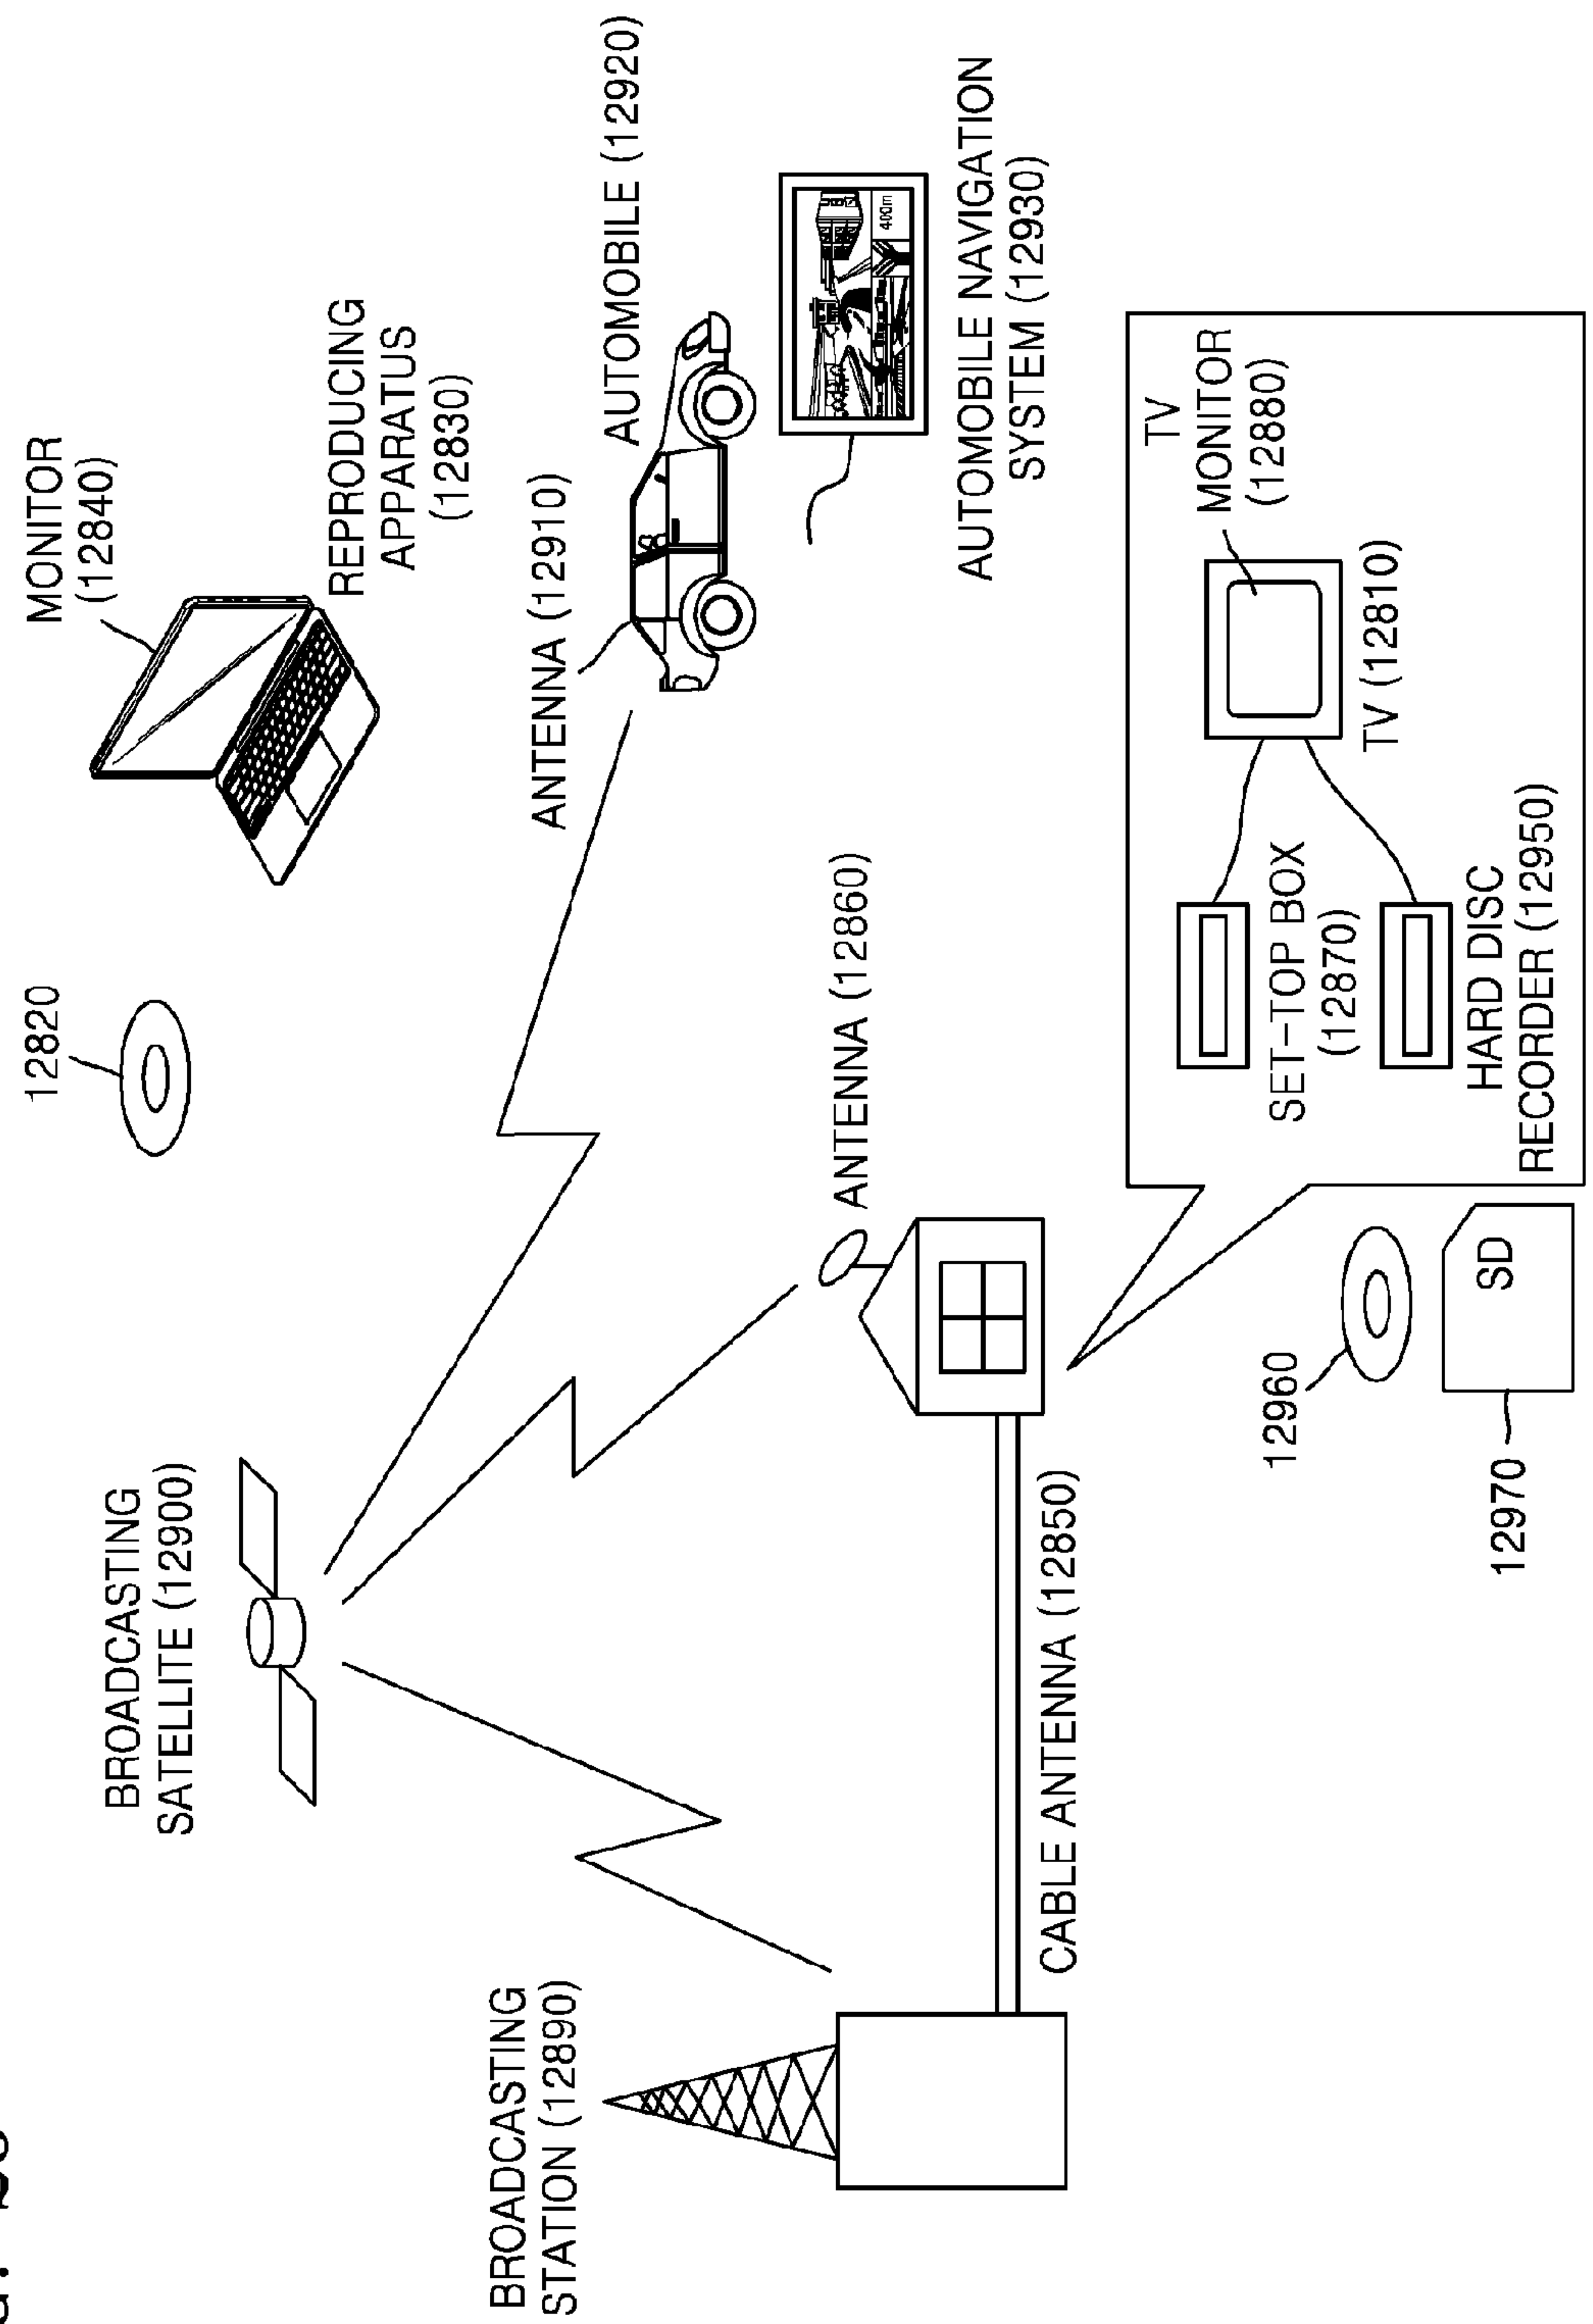 12820
MONITOR
(12840)
REPRODUCING
APPARATUS
(12830)
BROADCASTING
SATELLITE (12900)
ANTENNA (12910)
AUTOMOBILE (12920)
400m
AUTOMOBILE NAVIGATION
SYSTEM (12930)
BROADCASTING
STATION (12890)
ANTENNA (12860)
CABLE ANTENNA (12850)
TV
MONITOR
(12880)
TV (12810)
SET-TOP BOX
(12870)
HARD DISC
RECORDER (12950)
12960
SD
12970